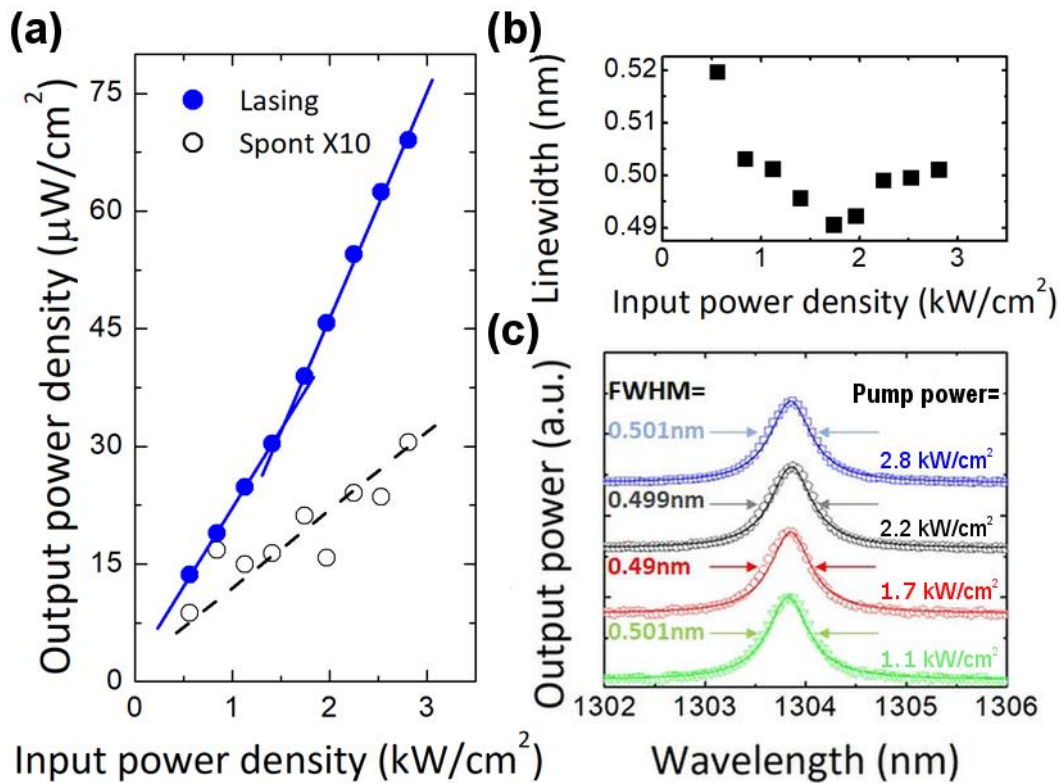 (a)
Output power density (μW/cm²)
75
60
45
30
15
0
Lasing
Spont X10
0 1 2 3
Input power density (kW/cm²)
(b)
Linewidth (nm)
0.52
0.51
0.50
0.49
0 1 2 3
Input power density (kW/cm²)
(c)
Output power (a.u.)
FWHM= Pump power=
0.501nm
2.8 kW/cm²
0.499nm
2.2 kW/cm²
0.49nm
1.7 kW/cm²
0.501nm
1.1 kW/cm²
1302 1303 1304 1305 1306
Wavelength (nm)